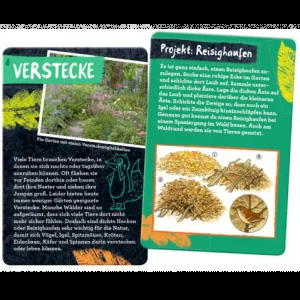 VERSTECKE
Ein Garten mit vielen Versteckmöglichkeiten
Viele Tiere brauchen Verstecke, in
denen sie sich nachts oder tagsüber
ausruhen können. Oft fliehen sie
vor Feinden dorthin oder bauen
dort ihre Nester und ziehen ihre
Jungen groß. Leider bieten heute
immer weniger Gärten geeignete
Verstecke. Manche Wälder sind so
aufgeräumt, dass sich viele Tiere dort nicht
mehr sicher fühlen. Deshalb sind dichte Hecken
oder Reisighaufen sehr wichtig für die Natur,
damit sich Vögel, Igel, Spitzmäuse, Kröten,
Eidechsen, Käfer und Spinnen darin verstecken
oder leben können.
Projekt: Reisighaufen
Es ist ganz einfach, einen Reisighaufen an-
zulegen. Suche eine ruhige Ecke im Garten
und schichte dort Laub auf. Sammle unter-
schiedlich dicke Äste. Lege die dicken Äste auf
das Laub und platziere darüber die kleineren
Äste. Schichte die Zweige so, dass auch ein
Igel oder ein Zaunkönig hineinschlüpfen kann.
Genauso gut kannst du einen Reisighaufen bei
einem Spaziergang im Wald bauen. Auch am
Waldrand werden sie von Tieren genutzt.